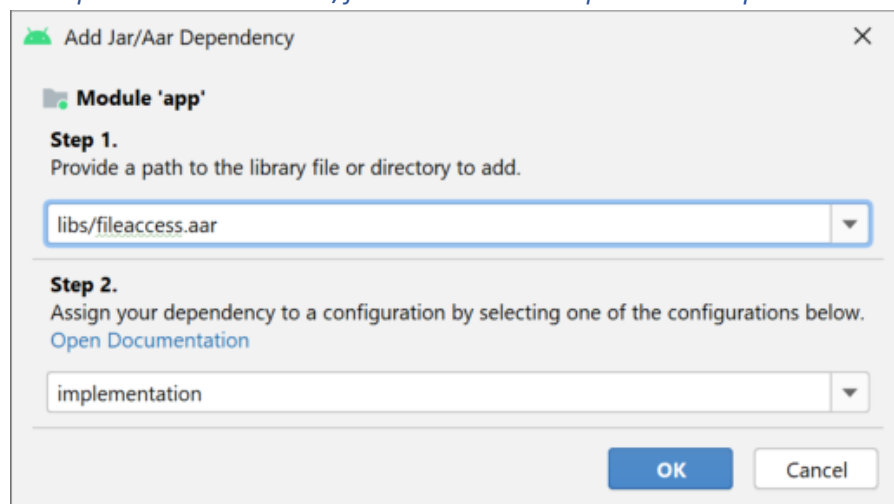 Add Jar/Aar Dependency
Module 'app'
Step 1.
Provide a path to the library file or directory to add.
libs/fileaccess.aar
Step 2.
Assign your dependency to a configuration by selecting one of the configurations below.
Open Documentation
implementation
OK Cancel